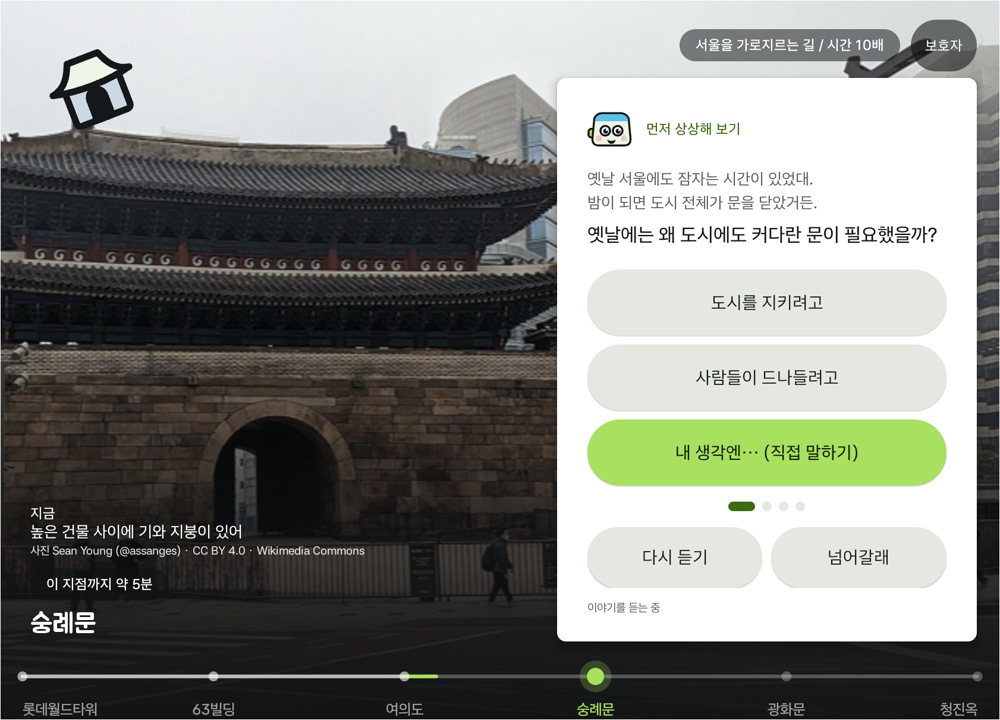 서울을 가로지르는 길 / 시간 10배
보호자
먼저 상상해 보기
옛날 서울에도 잠자는 시간이 있었대.
밤이 되면 도시 전체가 문을 닫았거든.
옛날에는 왜 도시에도 커다란 문이 필요했을까?
도시를 지키려고
사람들이 드나들려고
내 생각엔… (직접 말하기)
다시 듣기
넘어갈래
이야기를 듣는 중
지금
높은 건물 사이에 기와 지붕이 있어
사진 Sean Young (@assanges) · CC BY 4.0 · Wikimedia Commons
이 지점까지 약 5분
숭례문
롯데월드타워
63빌딩
여의도
숭례문
광화문
청진옥